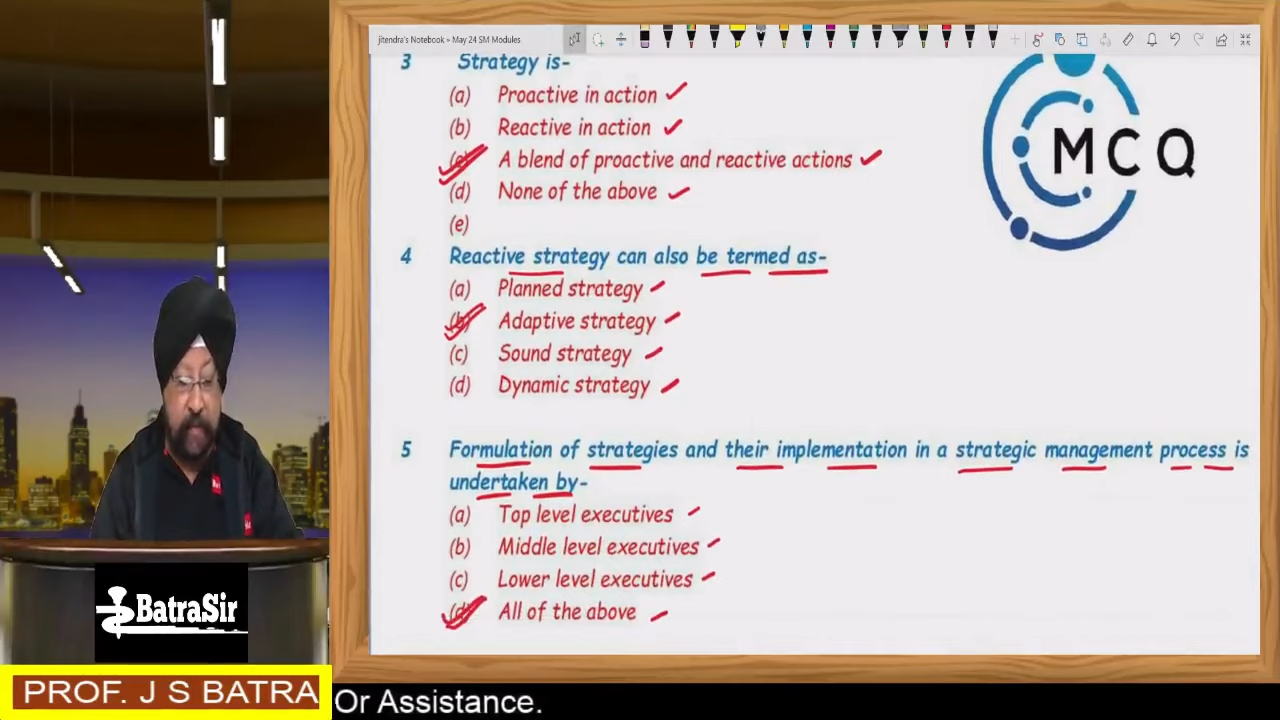 jitendra's Notebook » May 24 SM Modules
3 Strategy is-
(a) Proactive in action
(b) Reactive in action
(c) A blend of proactive and reactive actions
(d) None of the above
(e)
MCQ
4 Reactive strategy can also be termed as-
(a) Planned strategy
(b) Adaptive strategy
(c) Sound strategy
(d) Dynamic strategy
5 Formulation of strategies and their implementation in a strategic management process is
undertaken by-
(a) Top level executives
(b) Middle level executives
(c) Lower level executives
(d) All of the above
BatraSir
PROF. J S BATRA
Or Assistance.